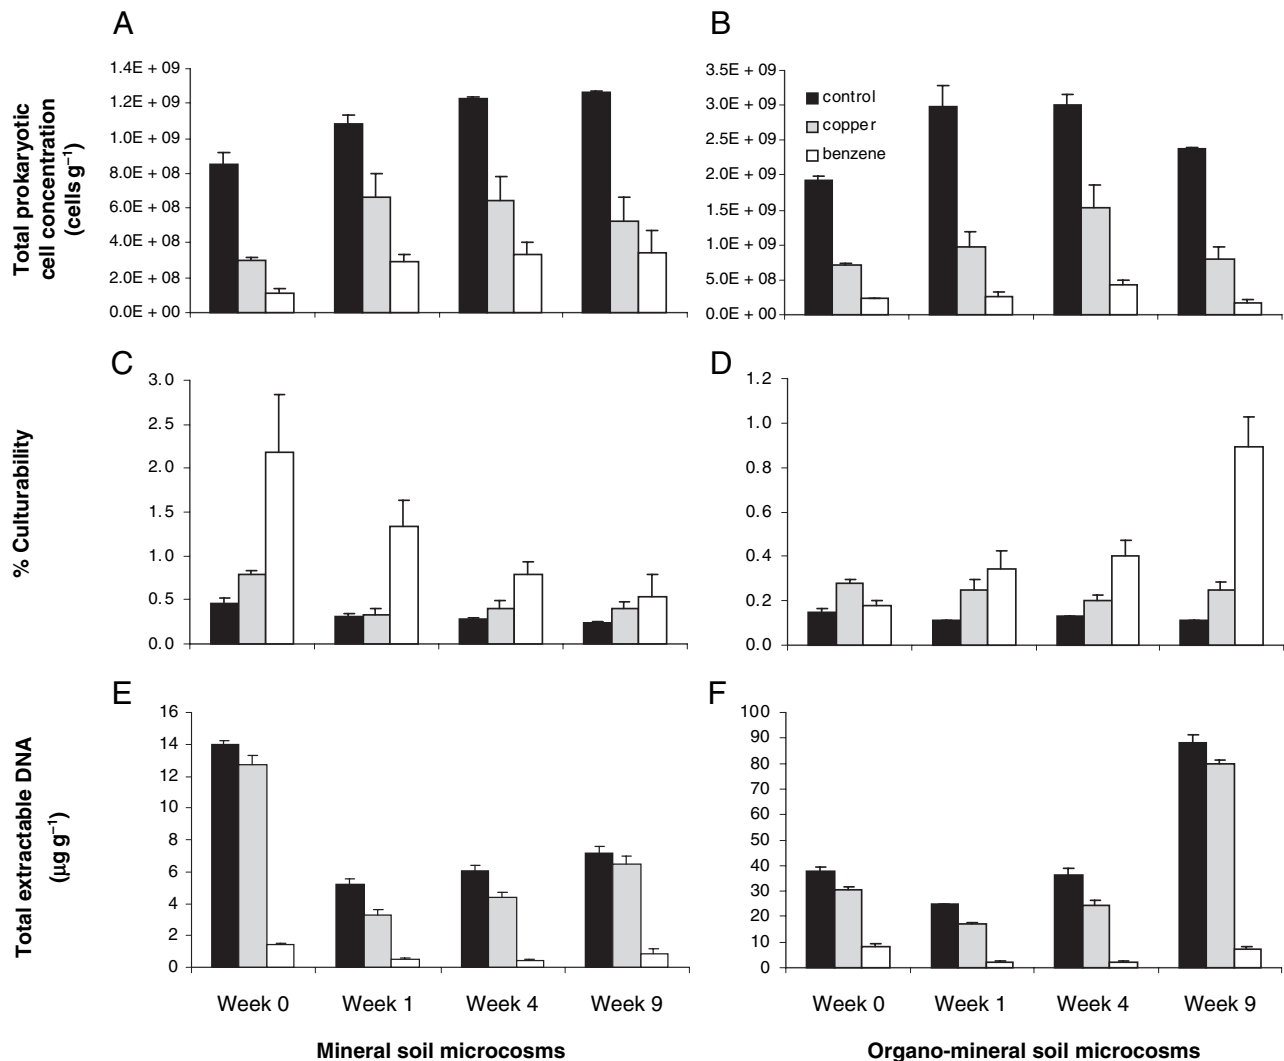 A
B
Total prokaryotic
cell concentration
(cells g⁻¹)
1.4E + 09
1.2E + 09
1.0E + 09
8.0E + 08
6.0E + 08
4.0E + 08
2.0E + 08
0.0E + 00
3.5E + 09
3.0E + 09
2.5E + 09
2.0E + 09
1.5E + 09
1.0E + 09
5.0E + 08
0.0E + 00
control
copper
benzene
C
D
% Culturability
3.0
2.5
2.0
1.5
1.0
0.5
0.0
1.2
1.0
0.8
0.6
0.4
0.2
0.0
E
F
Total extractable DNA
(µg g⁻¹)
16
14
12
10
8
6
4
2
0
100
90
80
70
60
50
40
30
20
10
0
Week 0 Week 1 Week 4 Week 9
Week 0 Week 1 Week 4 Week 9
Mineral soil microcosms
Organo-mineral soil microcosms